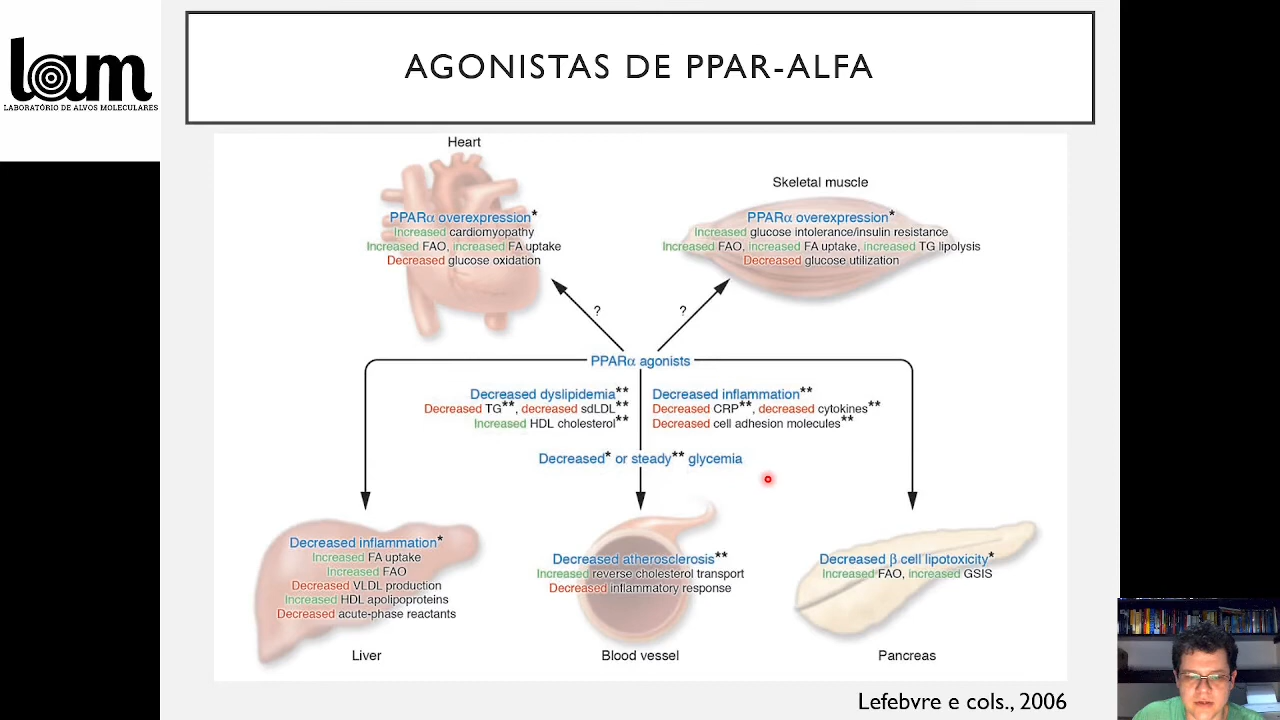 lam
LABORATÓRIO DE ALVOS MOLECULARES
AGONISTAS DE PPAR-ALFA
Heart
PPARα overexpression*
Increased cardiomyopathy
Increased FAO, increased FA uptake
Decreased glucose oxidation
Skeletal muscle
PPARα overexpression*
Increased glucose intolerance/insulin resistance
Increased FAO, increased FA uptake, increased TG lipolysis
Decreased glucose utilization
?
?
PPARα agonists
Decreased dyslipidemia**
Decreased TG**, decreased sdLDL**
Increased HDL cholesterol**
Decreased inflammation**
Decreased CRP**, decreased cytokines**
Decreased cell adhesion molecules**
Decreased* or steady** glycemia
Decreased inflammation*
Increased FA uptake
Increased FAO
Decreased VLDL production
Increased HDL apolipoproteins
Decreased acute-phase reactants
Liver
Decreased atherosclerosis**
Increased reverse cholesterol transport
Decreased inflammatory response
Blood vessel
Decreased β cell lipotoxicity*
Increased FAO, increased GSIS
Pancreas
Lefebvre e cols., 2006